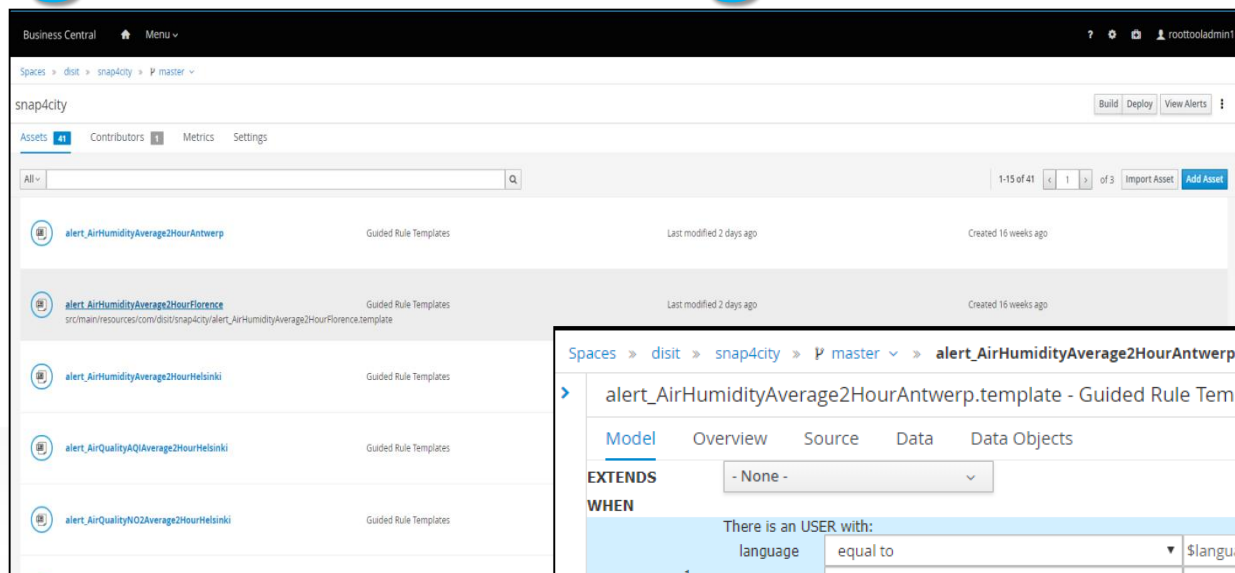 Business Central Menu ? roottooladmin1
Spaces » disit » snap4city » master
snap4city Build Deploy View Alerts
Assets 41 Contributors 1 Metrics Settings
All 1-15 of 41 < 1 > of 3 Import Asset Add Asset
alert_AirHumidityAverage2HourAntwerp Guided Rule Templates Last modified 2 days ago Created 16 weeks ago
alert_AirHumidityAverage2HourFlorence Guided Rule Templates Last modified 2 days ago Created 16 weeks ago
src/main/resources/com/disit/snap4city/alert_AirHumidityAverage2HourFlorence.template
alert_AirHumidityAverage2HourHelsinki Guided Rule Templates
alert_AirQualityAQIAverage2HourHelsinki Guided Rule Templates
alert_AirQualityNO2Average2HourHelsinki Guided Rule Templates
Spaces » disit » snap4city » master » alert_AirHumidityAverage2HourAntwerp
alert_AirHumidityAverage2HourAntwerp.template - Guided Rule Tem
Model Overview Source Data Data Objects
EXTENDS - None -
WHEN
There is an USER with:
language equal to $langua